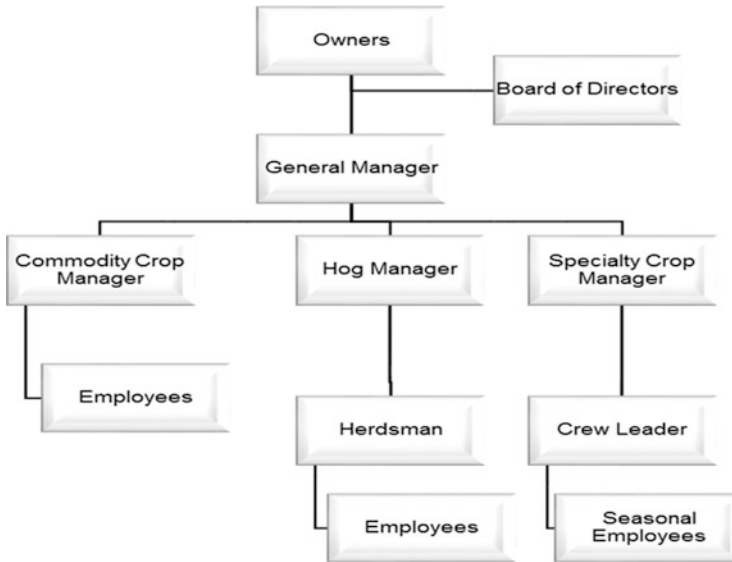 Owners
Board of Directors
General Manager
Commodity Crop
Manager
Hog Manager
Specialty Crop
Manager
Employees
Herdsman
Crew Leader
Employees
Seasonal
Employees